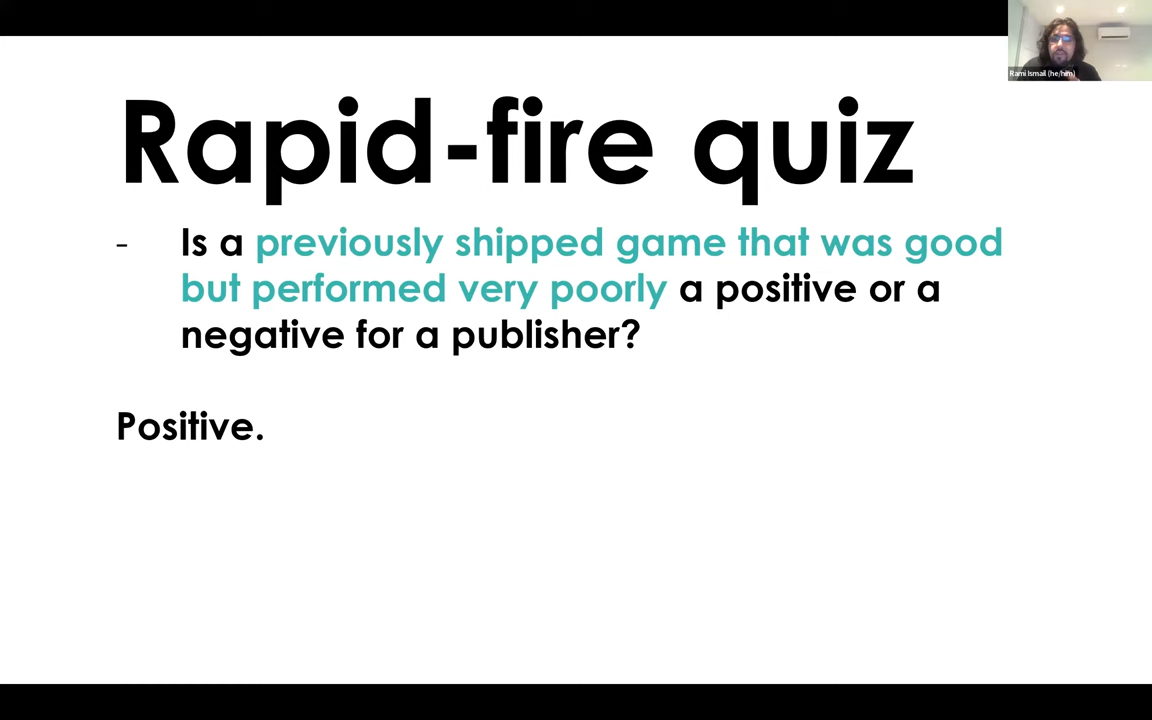 Rami Ismail (he/him)
Rapid-fire quiz
- Is a previously shipped game that was good
but performed very poorly a positive or a
negative for a publisher?
Positive.